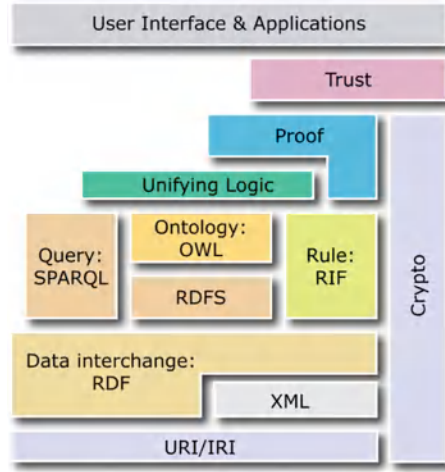 User Interface & Applications
Trust
Proof
Unifying Logic
Query:
SPARQL
Ontology:
OWL
RDFS
Rule:
RIF
Crypto
Data interchange:
RDF
XML
URI/IRI